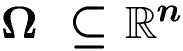 𝛀 ⊆ ℝⁿ